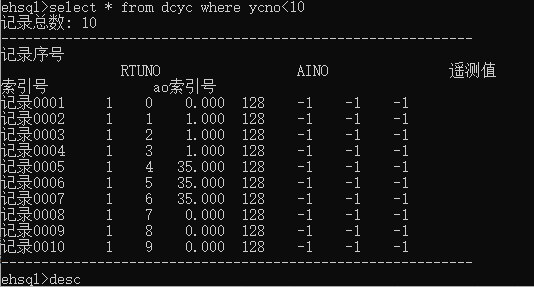 ehsql>select * from dcyc where ycno<10
记录总数: 10
------------------------------------------------------------
记录序号
RTUNO AINO 遥测值
索引号 ao索引号
记录0001 1 0 0.000 128 -1 -1 -1
记录0002 1 1 1.000 128 -1 -1 -1
记录0003 1 2 1.000 128 -1 -1 -1
记录0004 1 3 1.000 128 -1 -1 -1
记录0005 1 4 35.000 128 -1 -1 -1
记录0006 1 5 35.000 128 -1 -1 -1
记录0007 1 6 35.000 128 -1 -1 -1
记录0008 1 7 0.000 128 -1 -1 -1
记录0009 1 8 0.000 128 -1 -1 -1
记录0010 1 9 0.000 128 -1 -1 -1
------------------------------------------------------------
ehsql>desc